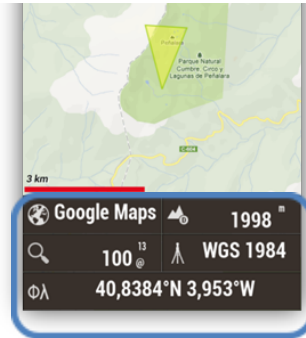 Peñalara
Parque Natural
Cumbre, Circo y
Lagunas de Peñalara
C-604
3 km
Google Maps 1998 m
100 13 @ WGS 1984
Φλ 40,8384°N 3,953°W